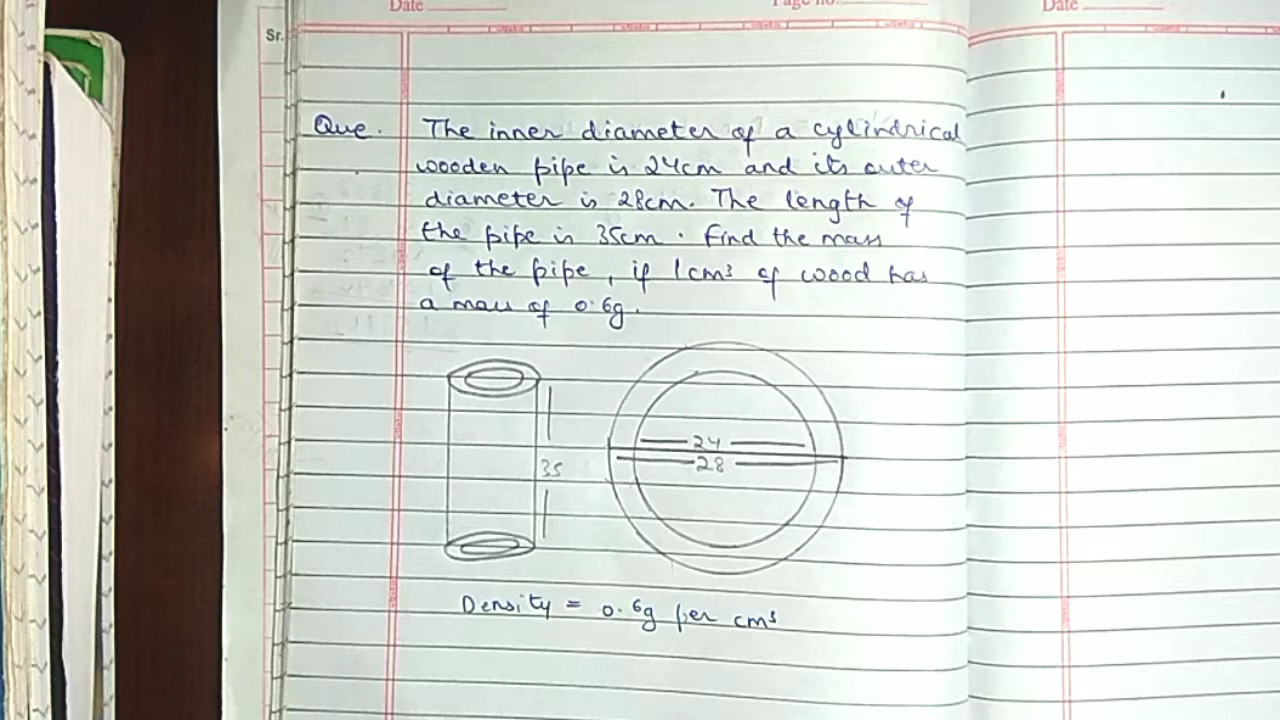 Date
Page no.
Date
Sr.
Que. The inner diameter of a cylindrical
wooden pipe is 24cm and its outer
diameter is 28cm. The length of
the pipe is 35cm. Find the mass
of the pipe, if 1cm³ of wood has
a mass of 0.6g.
24
28
35
Density = 0.6g per cm³